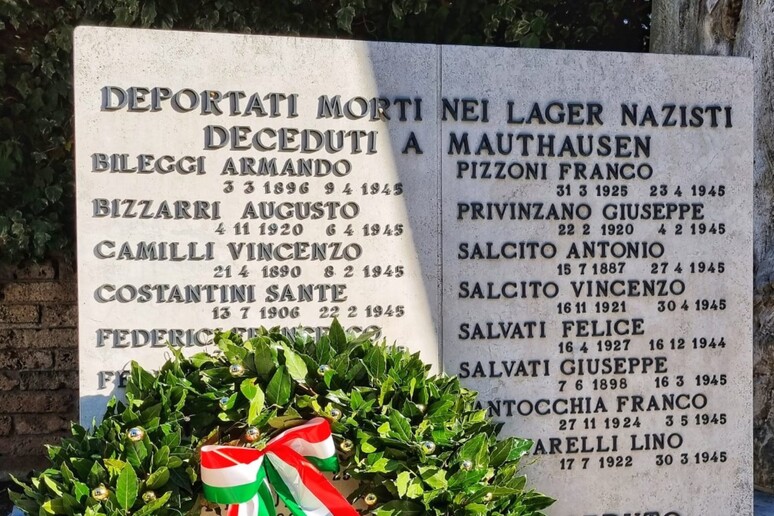 DEPORTATI MORTI NEI LAGER NAZISTI
DECEDUTI A MAUTHAUSEN
BILEGGI ARMANDO
3 3 1896 9 4 1945
BIZZARRI AUGUSTO
4 11 1920 6 4 1945
CAMILLI VINCENZO
21 4 1890 8 2 1945
COSTANTINI SANTE
13 7 1906 22 2 1945
PIZZONI FRANCO
31 3 1925 23 4 1945
PRIVINZANO GIUSEPPE
22 2 1920 4 2 1945
SALCITO ANTONIO
15 7 1887 27 4 1945
SALCITO VINCENZO
16 11 1921 30 4 1945
SALVATI FELICE
16 4 1927 16 12 1944
SALVATI GIUSEPPE
7 6 1898 16 3 1945
FRANCO
27 11 1924 3 5 1945
LINO
17 7 1922 30 3 1945